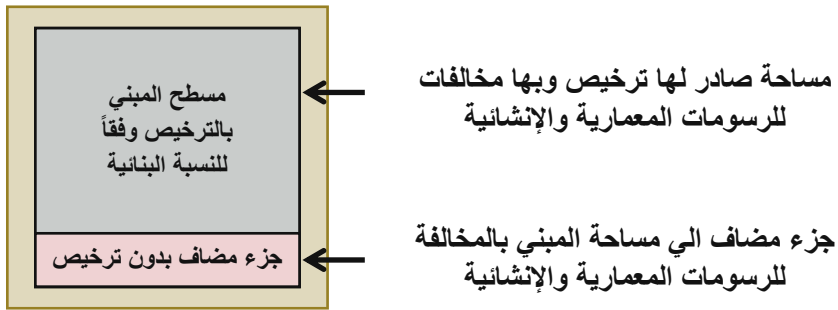 مسطح المبني
بالترخيص وفقاً
للنسبة البنائية
مساحة صادر لها ترخيص وبها مخالفات
للرسومات المعمارية والإنشائية
جزء مضاف بدون ترخيص
جزء مضاف الي مساحة المبني بالمخالفة
للرسومات المعمارية والإنشائية